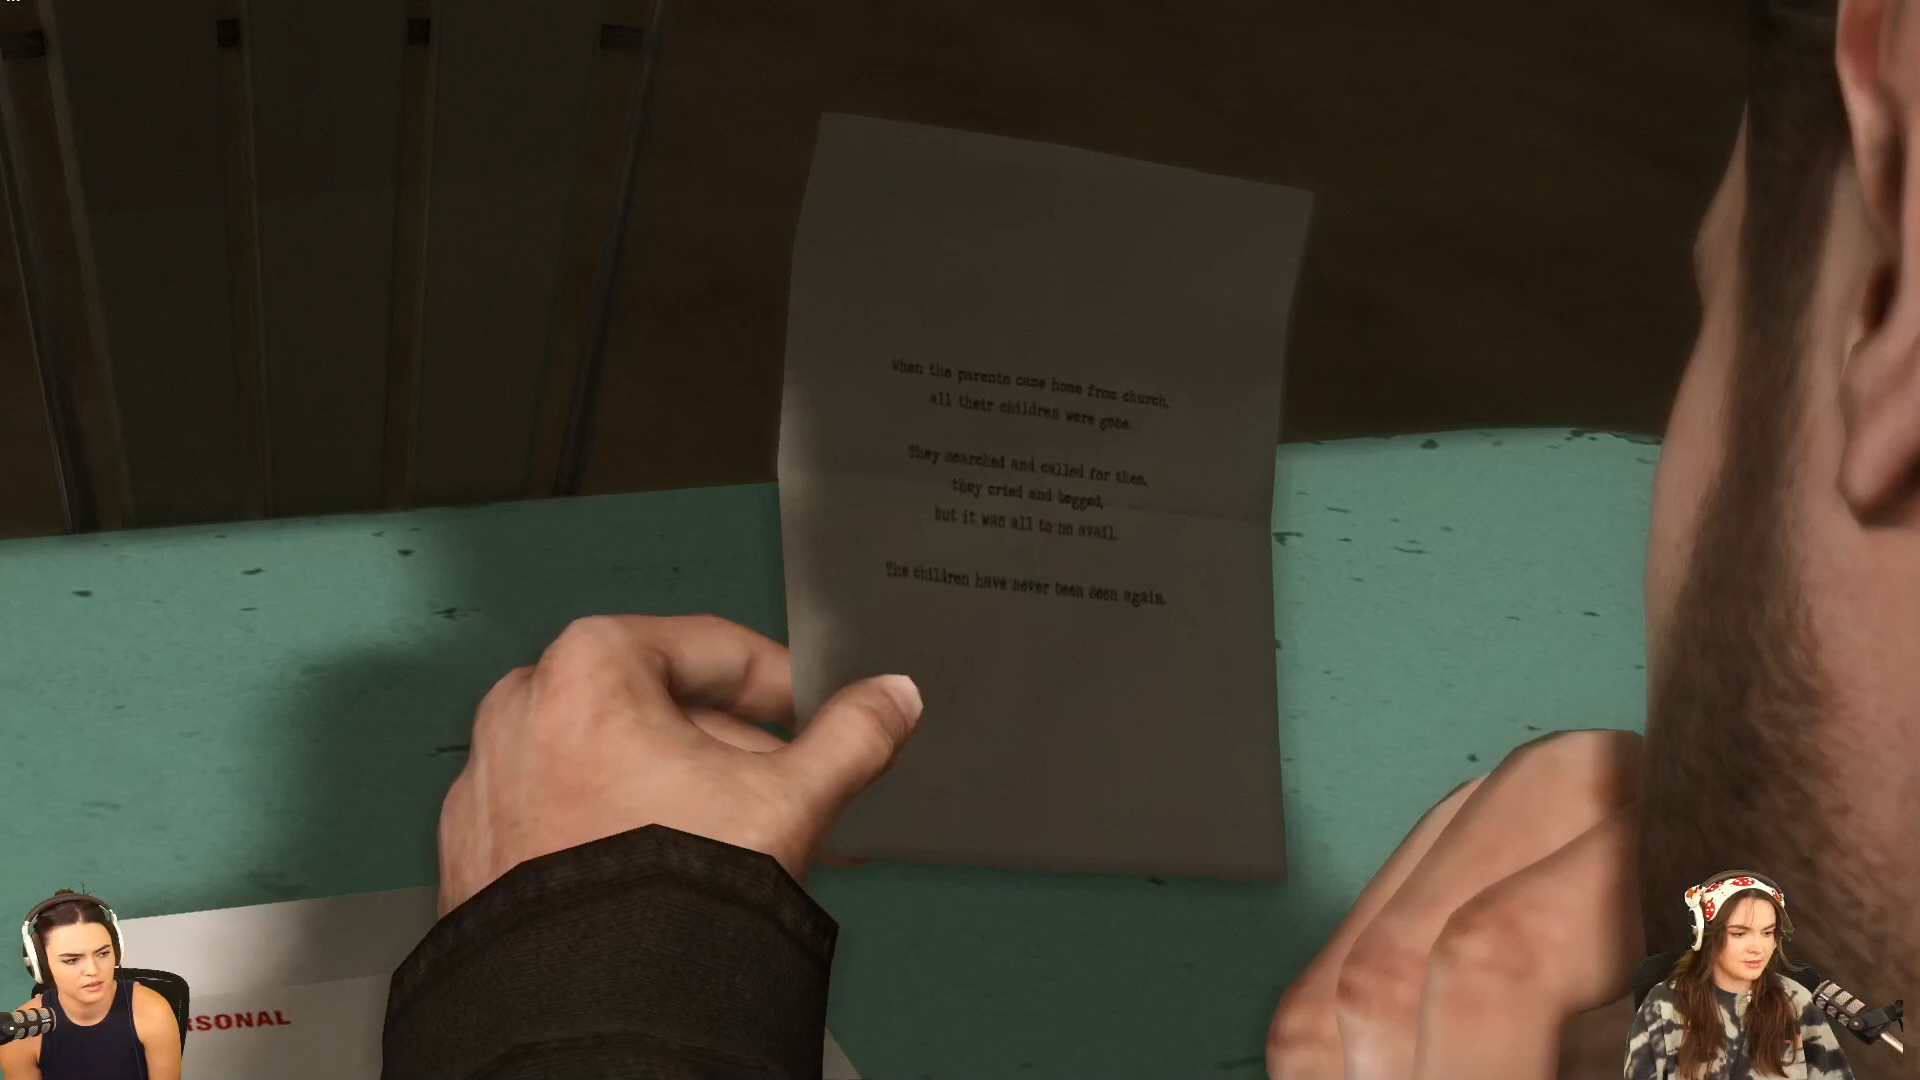 When the parents came home from church,
all their children were gone.
They searched and called for them,
they cried and begged,
but it was all to no avail.
The children have never been seen again.
RSONAL